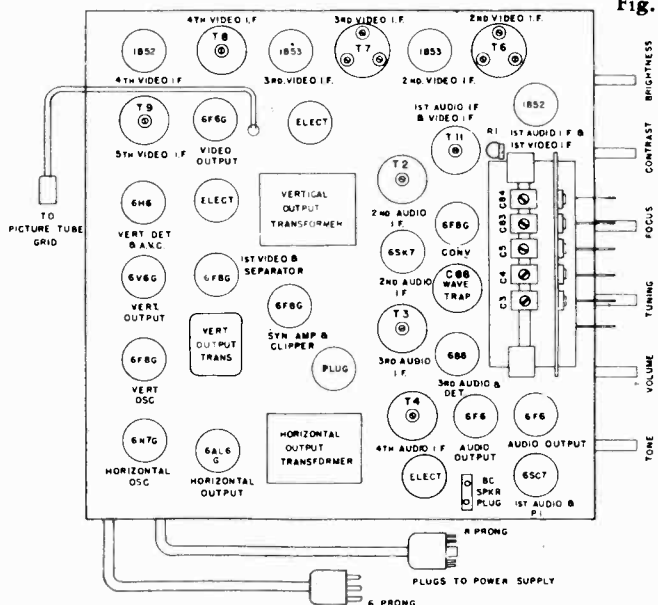 Fig.
4TH VIDEO I.F
3RD VIDEO I.F.
2ND VIDEO I.F
1852
T8
1853
T7
1853
T6
4TH VIDEO I.F
3RD. VIDEO I.F.
2ND. VIDEO I.F
1852
1ST AUDIO I.F &
1ST VIDEO I.F
T9
5TH VIDEO I.F
6F6G
VIDEO
OUTPUT
ELECT
1ST AUDIO I.F
& VIDEO I.F
T11
R1
TO
PICTURE TUBE
GRID
6H6
VERT DET
& A.V.C.
ELECT
VERTICAL
OUTPUT
TRANSFORMER
T2
2ND AUDIO
I.F.
6F8G
CONV
C84
C83
C5
C4
C3
6V6G
VERT.
OUTPUT
6F8G
1ST VIDEO &
SEPARATOR
6F8G
SYN AMP &
CLIPPER
6SK7
2ND AUDIO
I.F
C86
WAVE
TRAP
VERT
OUTPUT
TRANS
T3
3RD AUDIO
I.F.
6B8
3RD AUDIO &
DET
6F8G
VERT
OSC
PLUG
6N7G
HORIZONTAL
OSC
6AL6
G
HORIZONTAL
OUTPUT
HORIZONTAL
OUTPUT
TRANSFORMER
T4
4TH AUDIO I.F
6F6
AUDIO
OUTPUT
6F6
AUDIO OUTPUT
ELECT
BC
SPKR
PLUG
6SC7
1ST AUDIO &
P.I.
BRIGHTNESS
CONTRAST
FOCUS
TUNING
VOLUME
TONE
8 PRONG
PLUGS TO POWER SUPPLY
6 PRONG